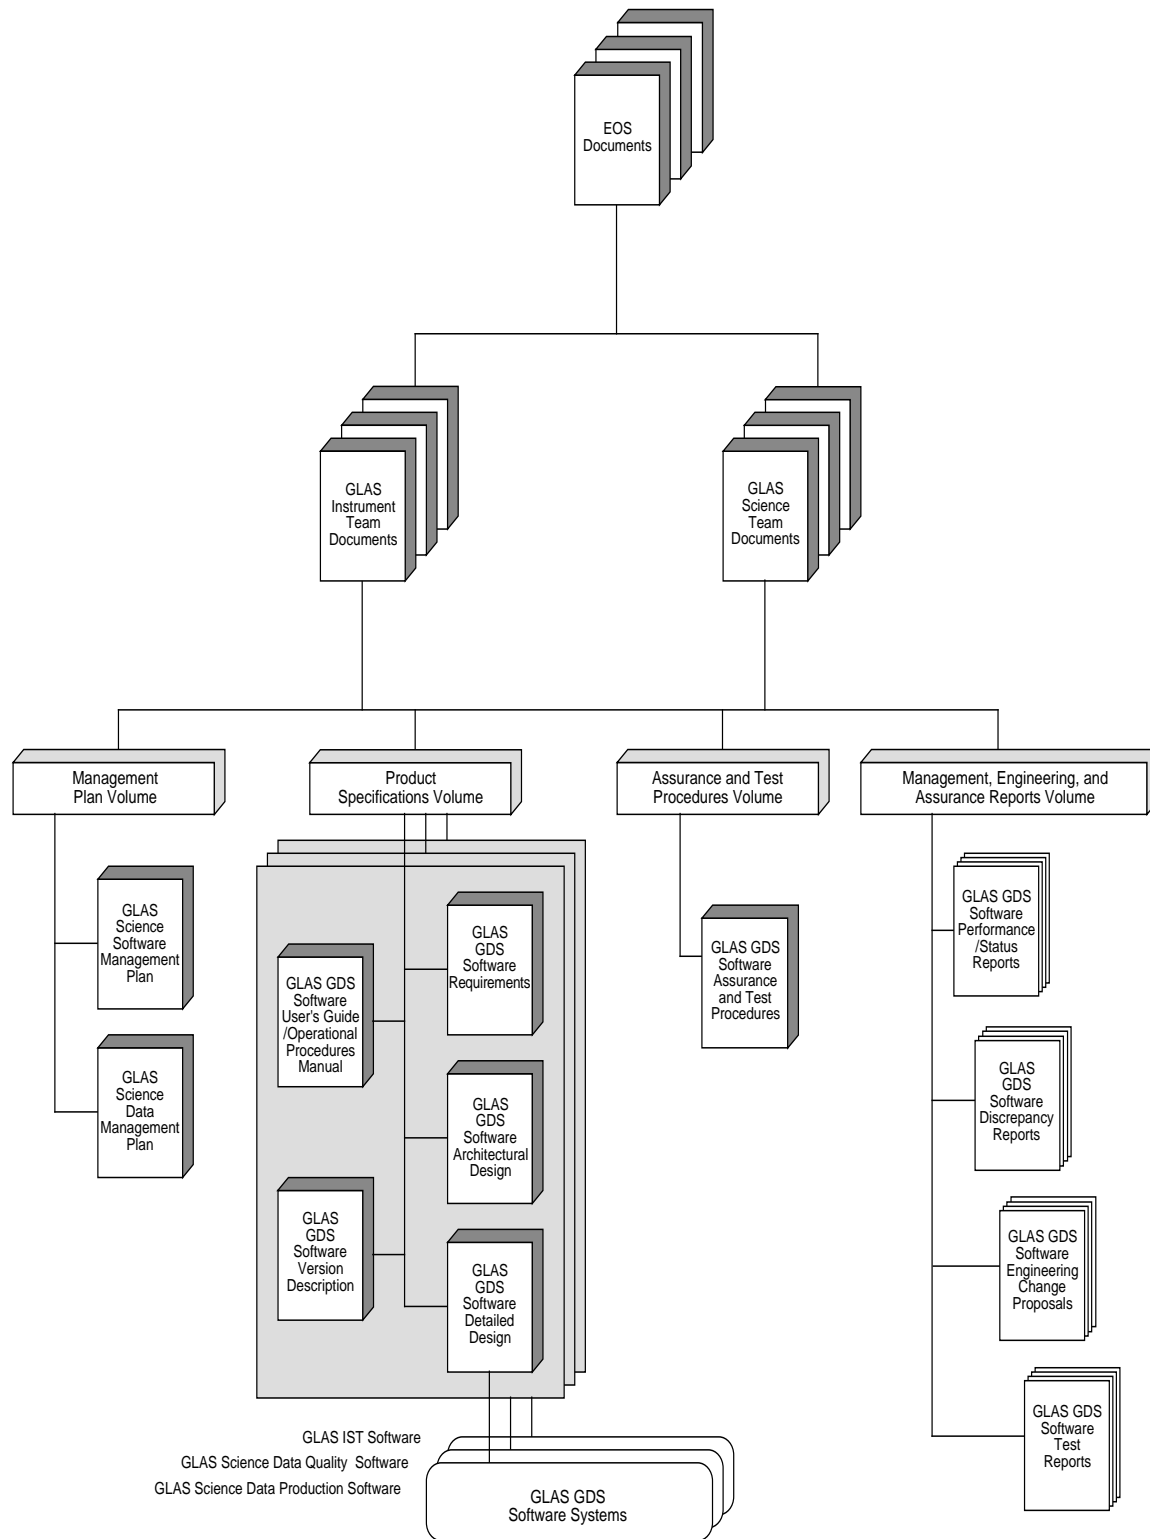 EOS
Documents
GLAS
Instrument
Team
Documents
GLAS
Science
Team
Documents
Management
Plan Volume
Product
Specifications Volume
Assurance and Test
Procedures Volume
Management, Engineering, and
Assurance Reports Volume
GLAS
Science
Software
Management
Plan
GLAS
Science
Data
Management
Plan
GLAS GDS
Software
User's Guide
/Operational
Procedures
Manual
GLAS
GDS
Software
Version
Description
GLAS
GDS
Software
Requirements
GLAS
GDS
Software
Architectural
Design
GLAS
GDS
Software
Detailed
Design
GLAS GDS
Software
Assurance
and Test
Procedures
GLAS GDS
Software
Performance
/Status
Reports
GLAS
GDS
Software
Discrepancy
Reports
GLAS GDS
Software
Engineering
Change
Proposals
GLAS GDS
Software
Test
Reports
GLAS IST Software
GLAS Science Data Quality Software
GLAS Science Data Production Software
GLAS GDS
Software Systems